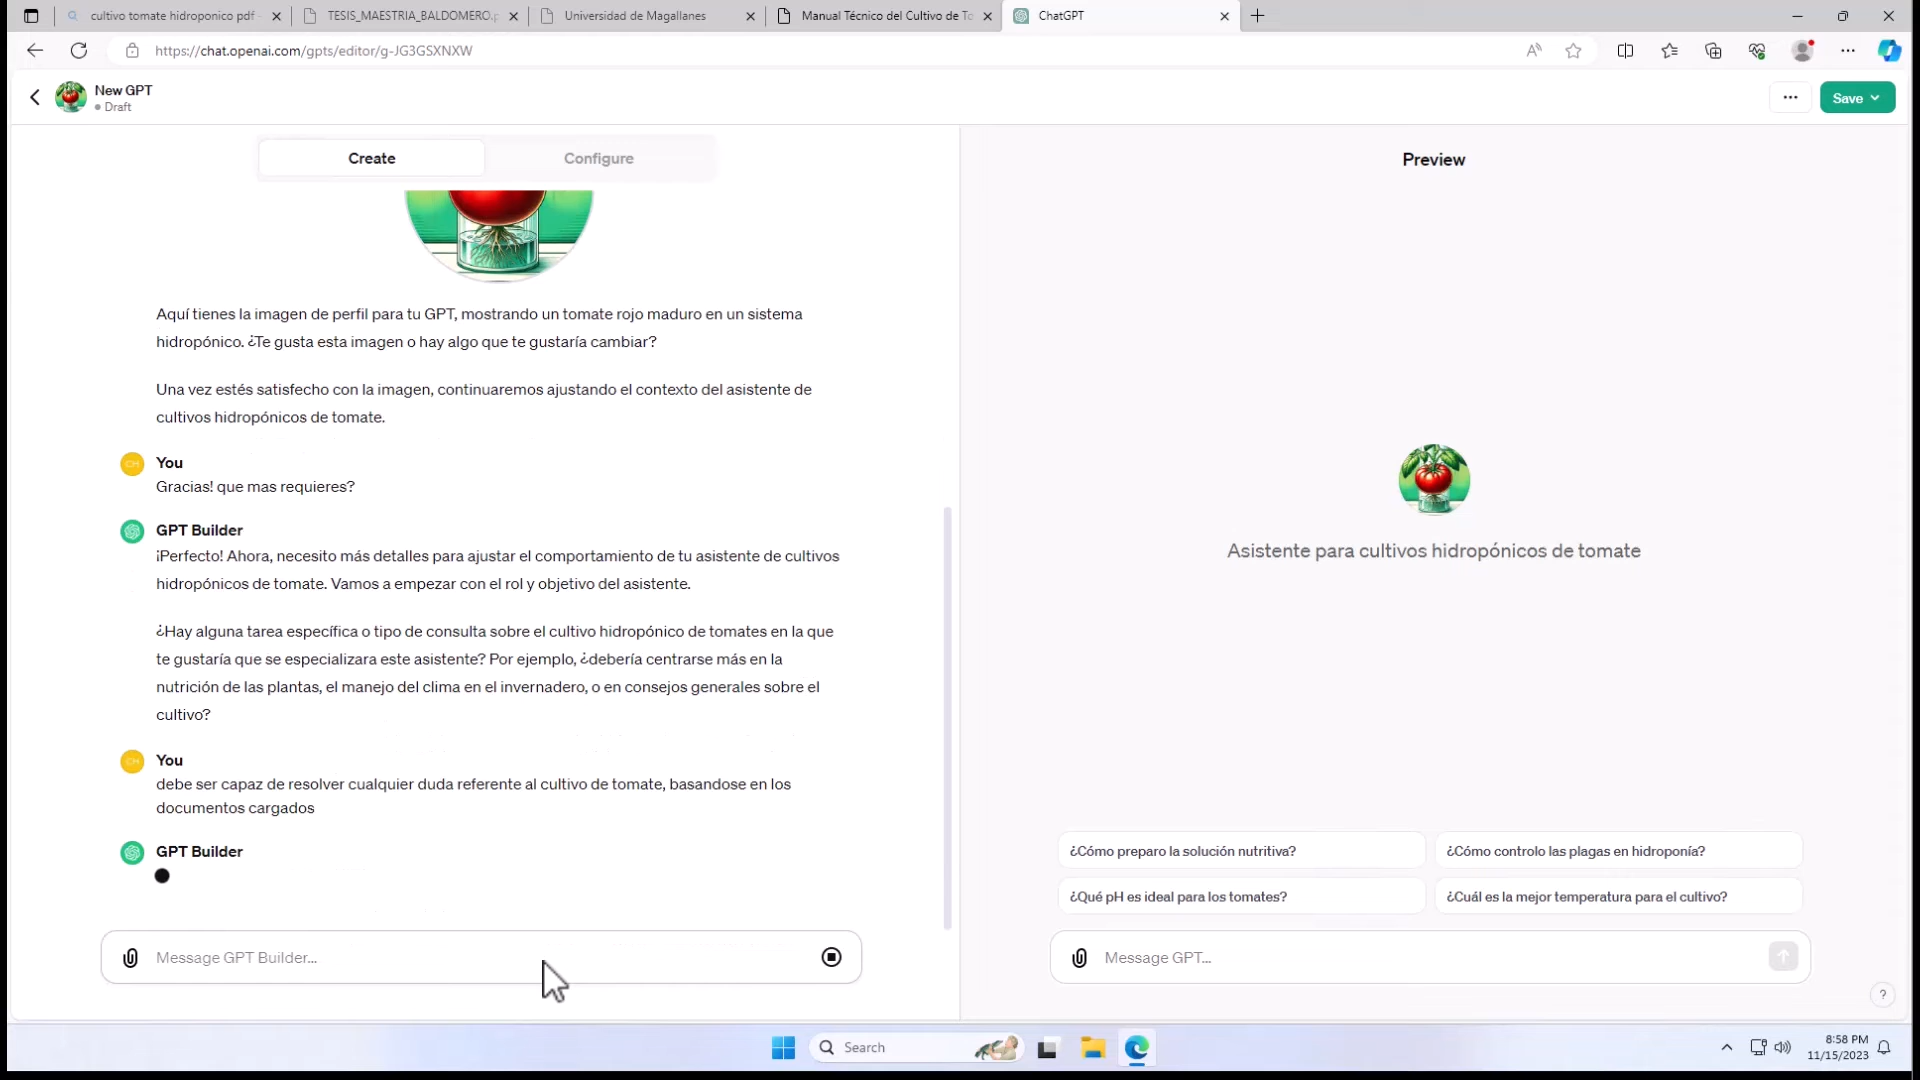 cultivo tomate hidroponico pdf
TESIS_MAESTRIA_BALDOMERO.p
Universidad de Magallanes
Manual Técnico del Cultivo de To
ChatGPT
https://chat.openai.com/gpts/editor/g-JG3GSXNXW
New GPT
Draft
Save
Create
Configure
Preview
Aquí tienes la imagen de perfil para tu GPT, mostrando un tomate rojo maduro en un sistema
hidropónico. ¿Te gusta esta imagen o hay algo que te gustaría cambiar?
Una vez estés satisfecho con la imagen, continuaremos ajustando el contexto del asistente de
cultivos hidropónicos de tomate.
CH
You
Gracias! que mas requieres?
GPT Builder
¡Perfecto! Ahora, necesito más detalles para ajustar el comportamiento de tu asistente de cultivos
hidropónicos de tomate. Vamos a empezar con el rol y objetivo del asistente.
¿Hay alguna tarea específica o tipo de consulta sobre el cultivo hidropónico de tomates en la que
te gustaría que se especializara este asistente? Por ejemplo, ¿debería centrarse más en la
nutrición de las plantas, el manejo del clima en el invernadero, o en consejos generales sobre el
cultivo?
CH
You
debe ser capaz de resolver cualquier duda referente al cultivo de tomate, basandose en los
documentos cargados
GPT Builder
Message GPT Builder...
Asistente para cultivos hidropónicos de tomate
¿Cómo preparo la solución nutritiva?
¿Cómo controlo las plagas en hidroponía?
¿Qué pH es ideal para los tomates?
¿Cuál es la mejor temperatura para el cultivo?
Message GPT...
?
Search
8:58 PM
11/15/2023